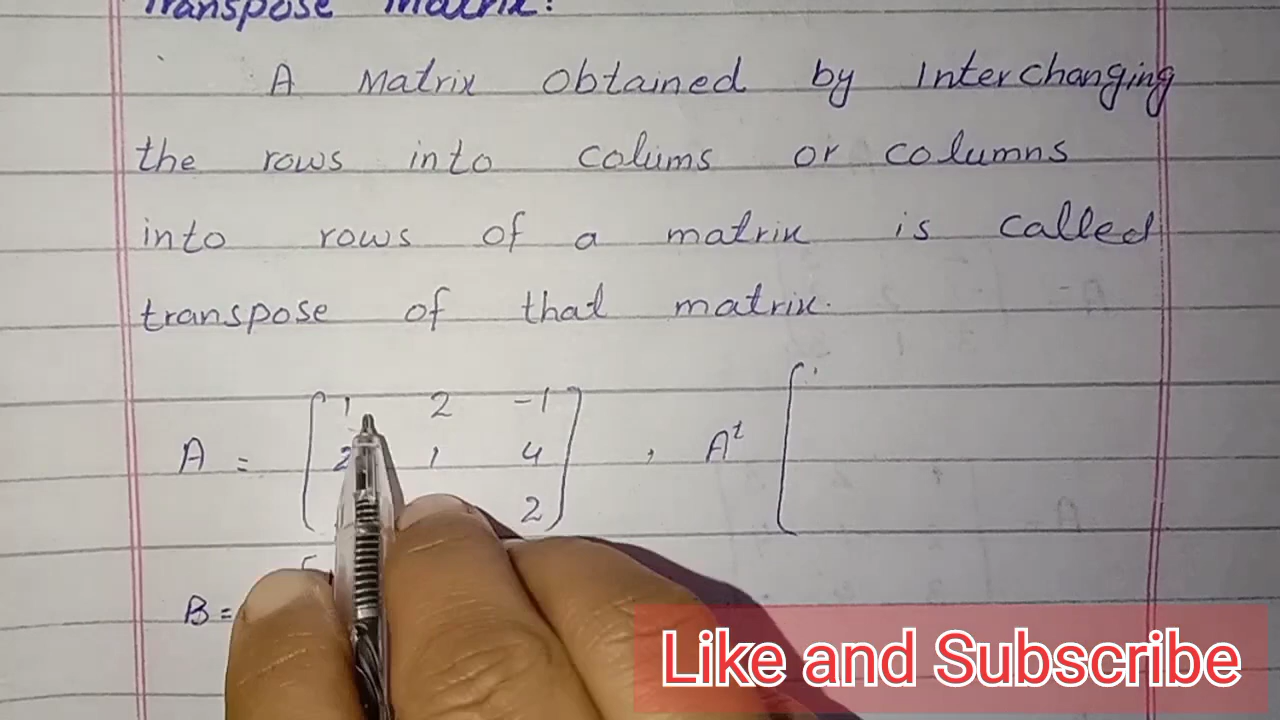 Transpose Matrix:
A Matrix obtained by Interchanging
the rows into colums or columns
into rows of a matrix is called
transpose of that matrix.
1 2 -1
A = 2 1 4 , Aᵗ
2
B =
Like and Subscribe